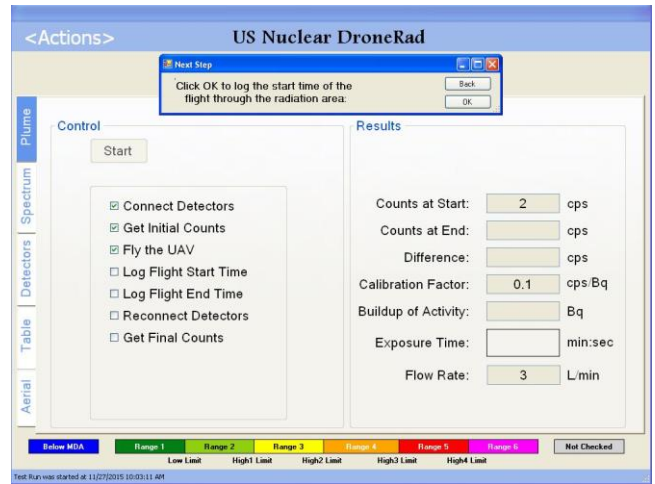 <Actions>
US Nuclear DroneRad
Next Step
Click OK to log the start time of the
flight through the radiation area:
Back
OK
Plume
Spectrum
Detectors
Table
Aerial
Control
Start
Connect Detectors
Get Initial Counts
Fly the UAV
Log Flight Start Time
Log Flight End Time
Reconnect Detectors
Get Final Counts
Results
Counts at Start: 2 cps
Counts at End: cps
Difference: cps
Calibration Factor: 0.1 cps/Bq
Buildup of Activity: Bq
Exposure Time: min:sec
Flow Rate: 3 L/min
Below MDA Range 1 Range 2 Range 3 Range 4 Range 5 Range 6 Not Checked
Low Limit High1 Limit High2 Limit High3 Limit High4 Limit
Test Run was started at 11/27/2015 10:03:11 AM